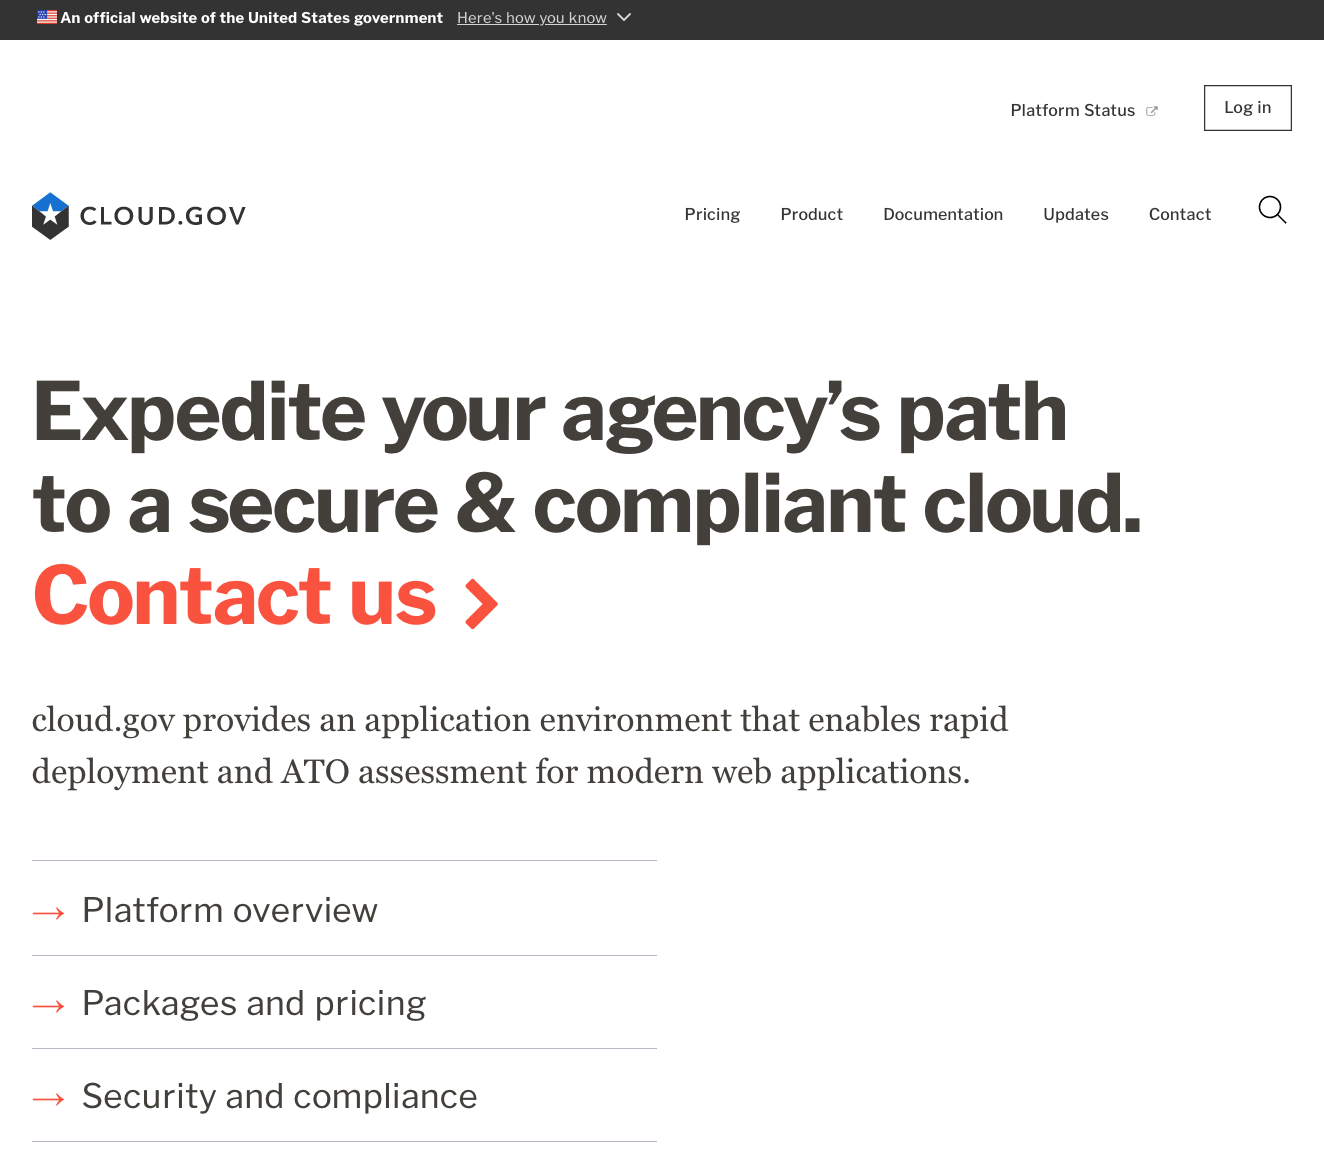 An official website of the United States government Here's how you know
Platform Status
Log in
CLOUD.GOV
Pricing Product Documentation Updates Contact
Expedite your agency’s path
to a secure & compliant cloud.
Contact us
cloud.gov provides an application environment that enables rapid
deployment and ATO assessment for modern web applications.
Platform overview
Packages and pricing
Security and compliance